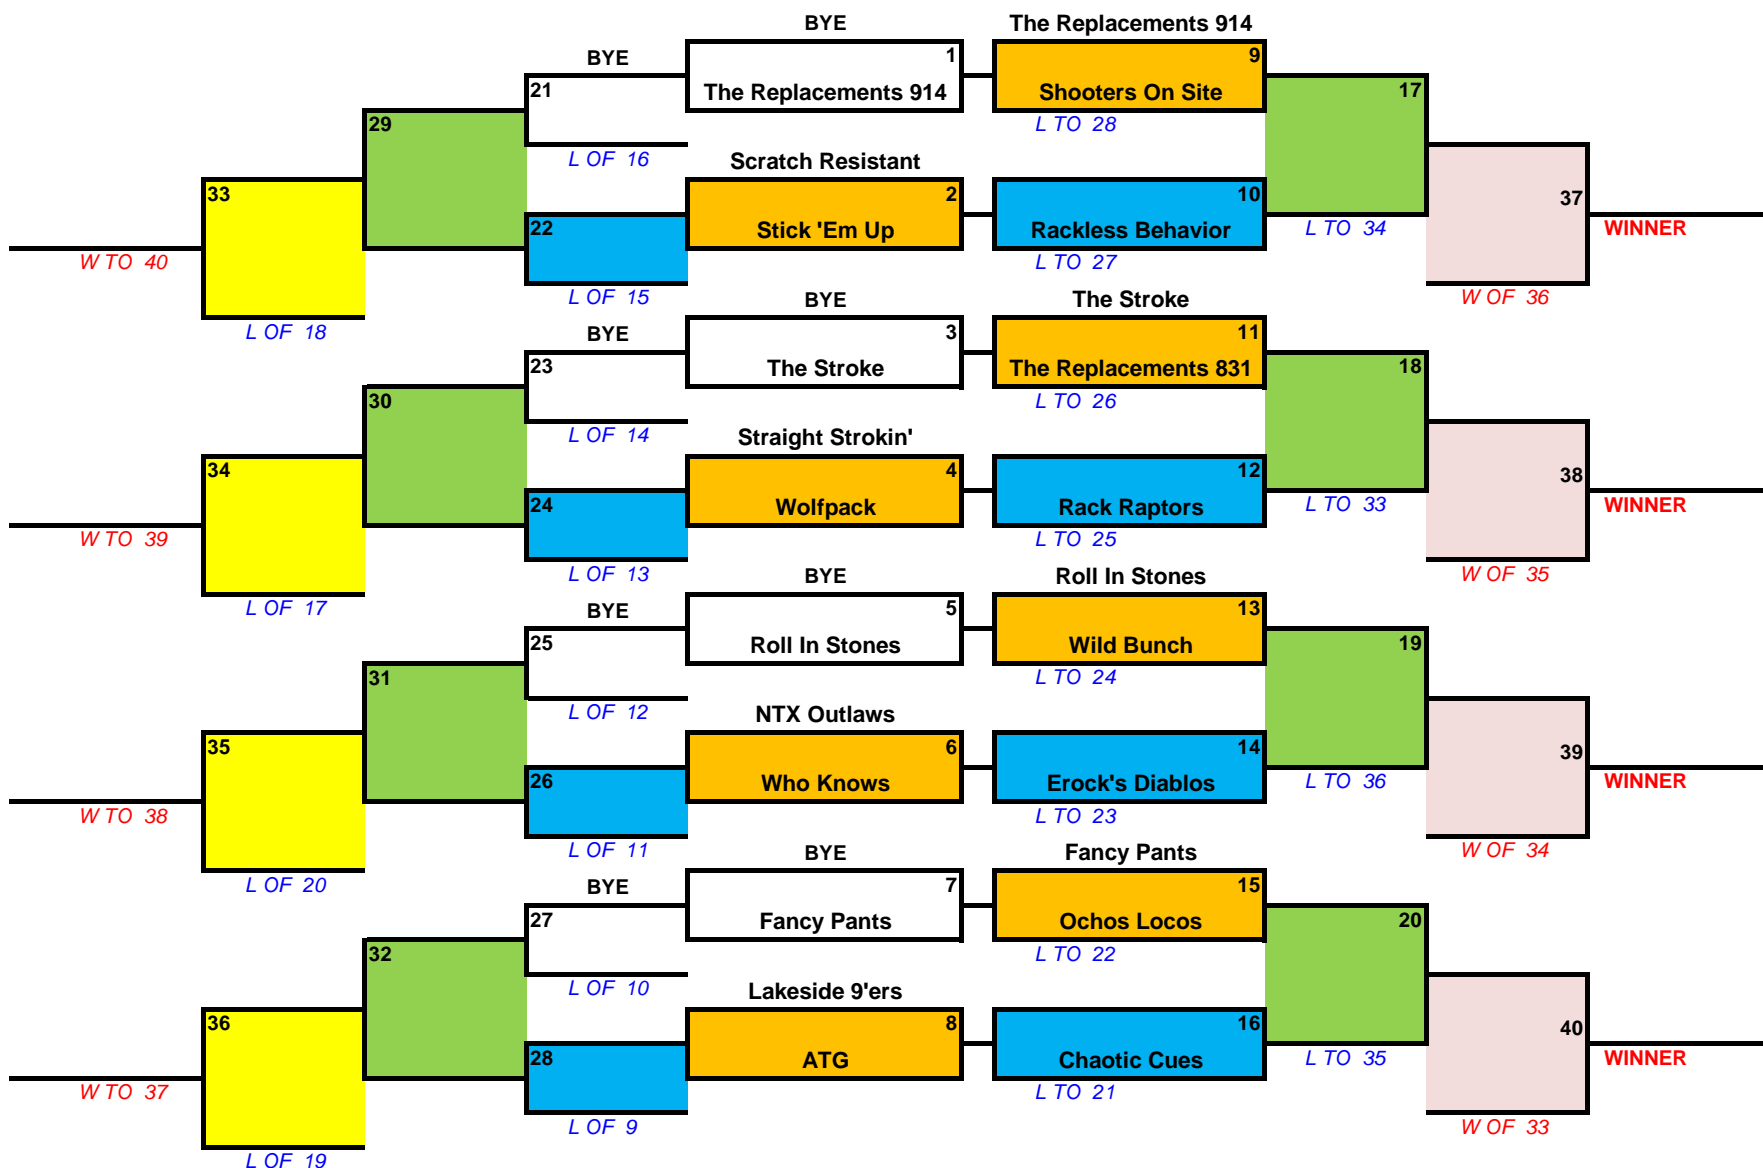 BYE The Replacements 914
BYE 1 9
21 The Replacements 914 Shooters On Site 17
29 L TO 28
L OF 16 Scratch Resistant
33 2 10 37
22 Stick 'Em Up Rackless Behavior L TO 34 WINNER
W TO 40 L TO 27
L OF 15 BYE The Stroke W OF 36
L OF 18 BYE 3 11
23 The Stroke The Replacements 831 18
30 L TO 26
L OF 14 Straight Strokin'
34 4 12 38
24 Wolfpack Rack Raptors L TO 33 WINNER
W TO 39 L TO 25
L OF 13 BYE Roll In Stones W OF 35
L OF 17 BYE 5 13
25 Roll In Stones Wild Bunch 19
31 L TO 24
L OF 12 NTX Outlaws
35 6 14 39
26 Who Knows Erock's Diablos L TO 36 WINNER
W TO 38 L TO 23
L OF 11 BYE Fancy Pants W OF 34
L OF 20 BYE 7 15
27 Fancy Pants Ochos Locos 20
32 L TO 22
L OF 10 Lakeside 9'ers
36 8 16 40
28 ATG Chaotic Cues L TO 35 WINNER
W TO 37 L TO 21
L OF 9 W OF 33
L OF 19